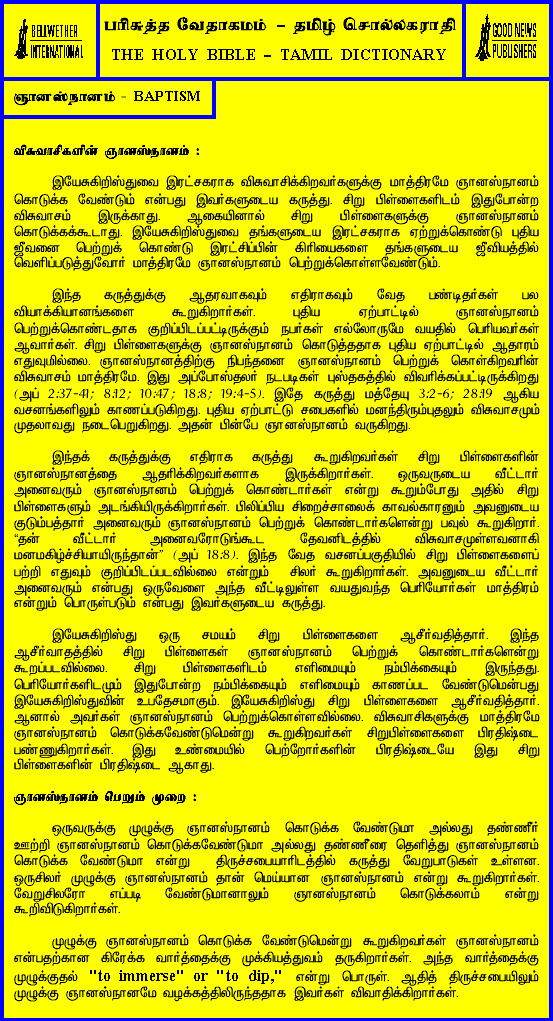 BELLWETHER
INTERNATIONAL
பரிசுத்த வேதாகமம் – தமிழ் சொல்லகராதி
THE HOLY BIBLE – TAMIL DICTIONARY
GOOD NEWS
PUBLISHERS
ஞானஸ்நானம் - BAPTISM
விசுவாசிகளின் ஞானஸ்தானம் :
இயேசுகிறிஸ்துவை இரட்சகராக விசுவாசிக்கிறவர்களுக்கு மாத்திரமே ஞானஸ்நானம்
கொடுக்க வேண்டும் என்பது இவர்களுடைய கருத்து. சிறு பிள்ளைகளிடம் இதுபோன்ற
விசுவாசம் இருக்காது. ஆகையினால் சிறு பிள்ளைகளுக்கு ஞானஸ்நானம்
கொடுக்கக்கூடாது. இயேசுகிறிஸ்துவை தங்களுடைய இரட்சகராக ஏற்றுக்கொண்டு புதிய
ஜீவனை பெற்றுக் கொண்டு இரட்சிப்பின் கிரியைகளை தங்களுடைய ஜீவியத்தில்
வெளிப்படுத்துவோர் மாத்திரமே ஞானஸ்நானம் பெற்றுக்கொள்ளவேண்டும்.
இந்த கருத்துக்கு ஆதரவாகவும் எதிராகவும் வேத பண்டிதர்கள் பல
வியாக்கியானங்களை கூறுகிறார்கள். புதிய ஏற்பாட்டில் ஞானஸ்நானம்
பெற்றுக்கொண்டதாக குறிப்பிடப்பட்டிருக்கும் நபர்கள் எல்லோருமே வயதில் பெரியவர்கள்
ஆவார்கள். சிறு பிள்ளைகளுக்கு ஞானஸ்நானம் கொடுத்ததாக புதிய ஏற்பாட்டில் ஆதாரம்
எதுவுமில்லை. ஞானஸ்நானத்திற்கு நிபந்தனை ஞானஸ்நானம் பெற்றுக் கொள்கிறவரின்
விசுவாசம் மாத்திரமே. இது அப்போஸ்தலர் நடபடிகள் புஸ்தகத்தில் விவரிக்கப்பட்டிருக்கிறது
(அப் 2:37-41; 8:12; 10:47; 18:8; 19:4-5). இதே கருத்து மத்தேயு 3:2-6; 28:19 ஆகிய
வசனங்களிலும் காணப்படுகிறது. புதிய ஏற்பாட்டு சபைகளில் மனந்திரும்புதலும் விசுவாசமும்
முதலாவது நடைபெறுகிறது. அதன் பின்பே ஞானஸ்நானம் வருகிறது.
இந்தக் கருத்துக்கு எதிராக கருத்து கூறுகிறவர்கள் சிறு பிள்ளைகளின்
ஞானஸ்நானத்தை ஆதரிக்கிறவர்களாக இருக்கிறார்கள். ஒருவருடைய வீட்டார்
அனைவரும் ஞானஸ்நானம் பெற்றுக் கொண்டார்கள் என்று கூறும்போது அதில் சிறு
பிள்ளைகளும் அடங்கியிருக்கிறார்கள். பிலிப்பிய சிறைச்சாலைக் காவல்காரனும் அவனுடைய
குடும்பத்தார் அனைவரும் ஞானஸ்நானம் பெற்றுக் கொண்டார்களென்று பவுல் கூறுகிறார்.
“தன் வீட்டார் அனைவரோடுங்கூட தேவனிடத்தில் விசுவாசமுள்ளவனாகி
மனமகிழ்ச்சியாயிருந்தான்” (அப் 18:8). இந்த வேத வசனப்பகுதியில் சிறு பிள்ளைகளைப்
பற்றி எதுவும் குறிப்பிடப்படவில்லை என்றும் சிலர் கூறுகிறார்கள். அவனுடைய வீட்டார்
அனைவரும் என்பது ஒருவேளை அந்த வீட்டிலுள்ள வயதுவந்த பெரியோர்கள் மாத்திரம்
என்றும் பொருள்படும் என்பது இவர்களுடைய கருத்து.
இயேசுகிறிஸ்து ஒரு சமயம் சிறு பிள்ளைகளை ஆசீர்வதித்தார். இந்த
ஆசீர்வாதத்தில் சிறு பிள்ளைகள் ஞானஸ்நானம் பெற்றுக் கொண்டார்களென்று
கூறப்படவில்லை. சிறு பிள்ளைகளிடம் எளிமையும் நம்பிக்கையும் இருந்தது.
பெரியோர்களிடமும் இதுபோன்ற நம்பிக்கையும் எளிமையும் காணப்பட வேண்டுமென்பது
இயேசுகிறிஸ்துவின் உபதேசமாகும். இயேசுகிறிஸ்து சிறு பிள்ளைகளை ஆசீர்வதித்தார்.
ஆனால் அவர்கள் ஞானஸ்நானம் பெற்றுக்கொள்ளவில்லை. விசுவாசிகளுக்கு மாத்திரமே
ஞானஸ்நானம் கொடுக்கவேண்டுமென்று கூறுகிறவர்கள் சிறுபிள்ளைகளை பிரதிஷ்டை
பண்ணுகிறார்கள். இது உண்மையில் பெற்றோர்களின் பிரதிஷ்டையே இது சிறு
பிள்ளைகளின் பிரதிஷ்டை ஆகாது.
ஞானஸ்தானம் பெறும் முறை :
ஒருவருக்கு முழுக்கு ஞானஸ்நானம் கொடுக்க வேண்டுமா அல்லது தண்ணீர்
ஊற்றி ஞானஸ்நானம் கொடுக்கவேண்டுமா அல்லது தண்ணீரை தெளித்து ஞானஸ்நானம்
கொடுக்க வேண்டுமா என்று திருச்சபையாரிடத்தில் கருத்து வேறுபாடுகள் உள்ளன.
ஒருசிலர் முழுக்கு ஞானஸ்நானம் தான் மெய்யான ஞானஸ்நானம் என்று கூறுகிறார்கள்.
வேறுசிலரோ எப்படி வேண்டுமானாலும் ஞானஸ்நானம் கொடுக்கலாம் என்று
கூறிவிடுகிறார்கள்.
முழுக்கு ஞானஸ்நானம் கொடுக்க வேண்டுமென்று கூறுகிறவர்கள் ஞானஸ்நானம்
என்பதற்கான கிரேக்க வார்த்தைக்கு முக்கியத்துவம் தருகிறார்கள். அந்த வார்த்தைக்கு
முழுக்குதல் "to immerse" or "to dip," என்று பொருள். ஆதித் திருச்சபையிலும்
முழுக்கு ஞானஸ்நானமே வழக்கத்திலிருந்ததாக இவர்கள் விவாதிக்கிறார்கள்.